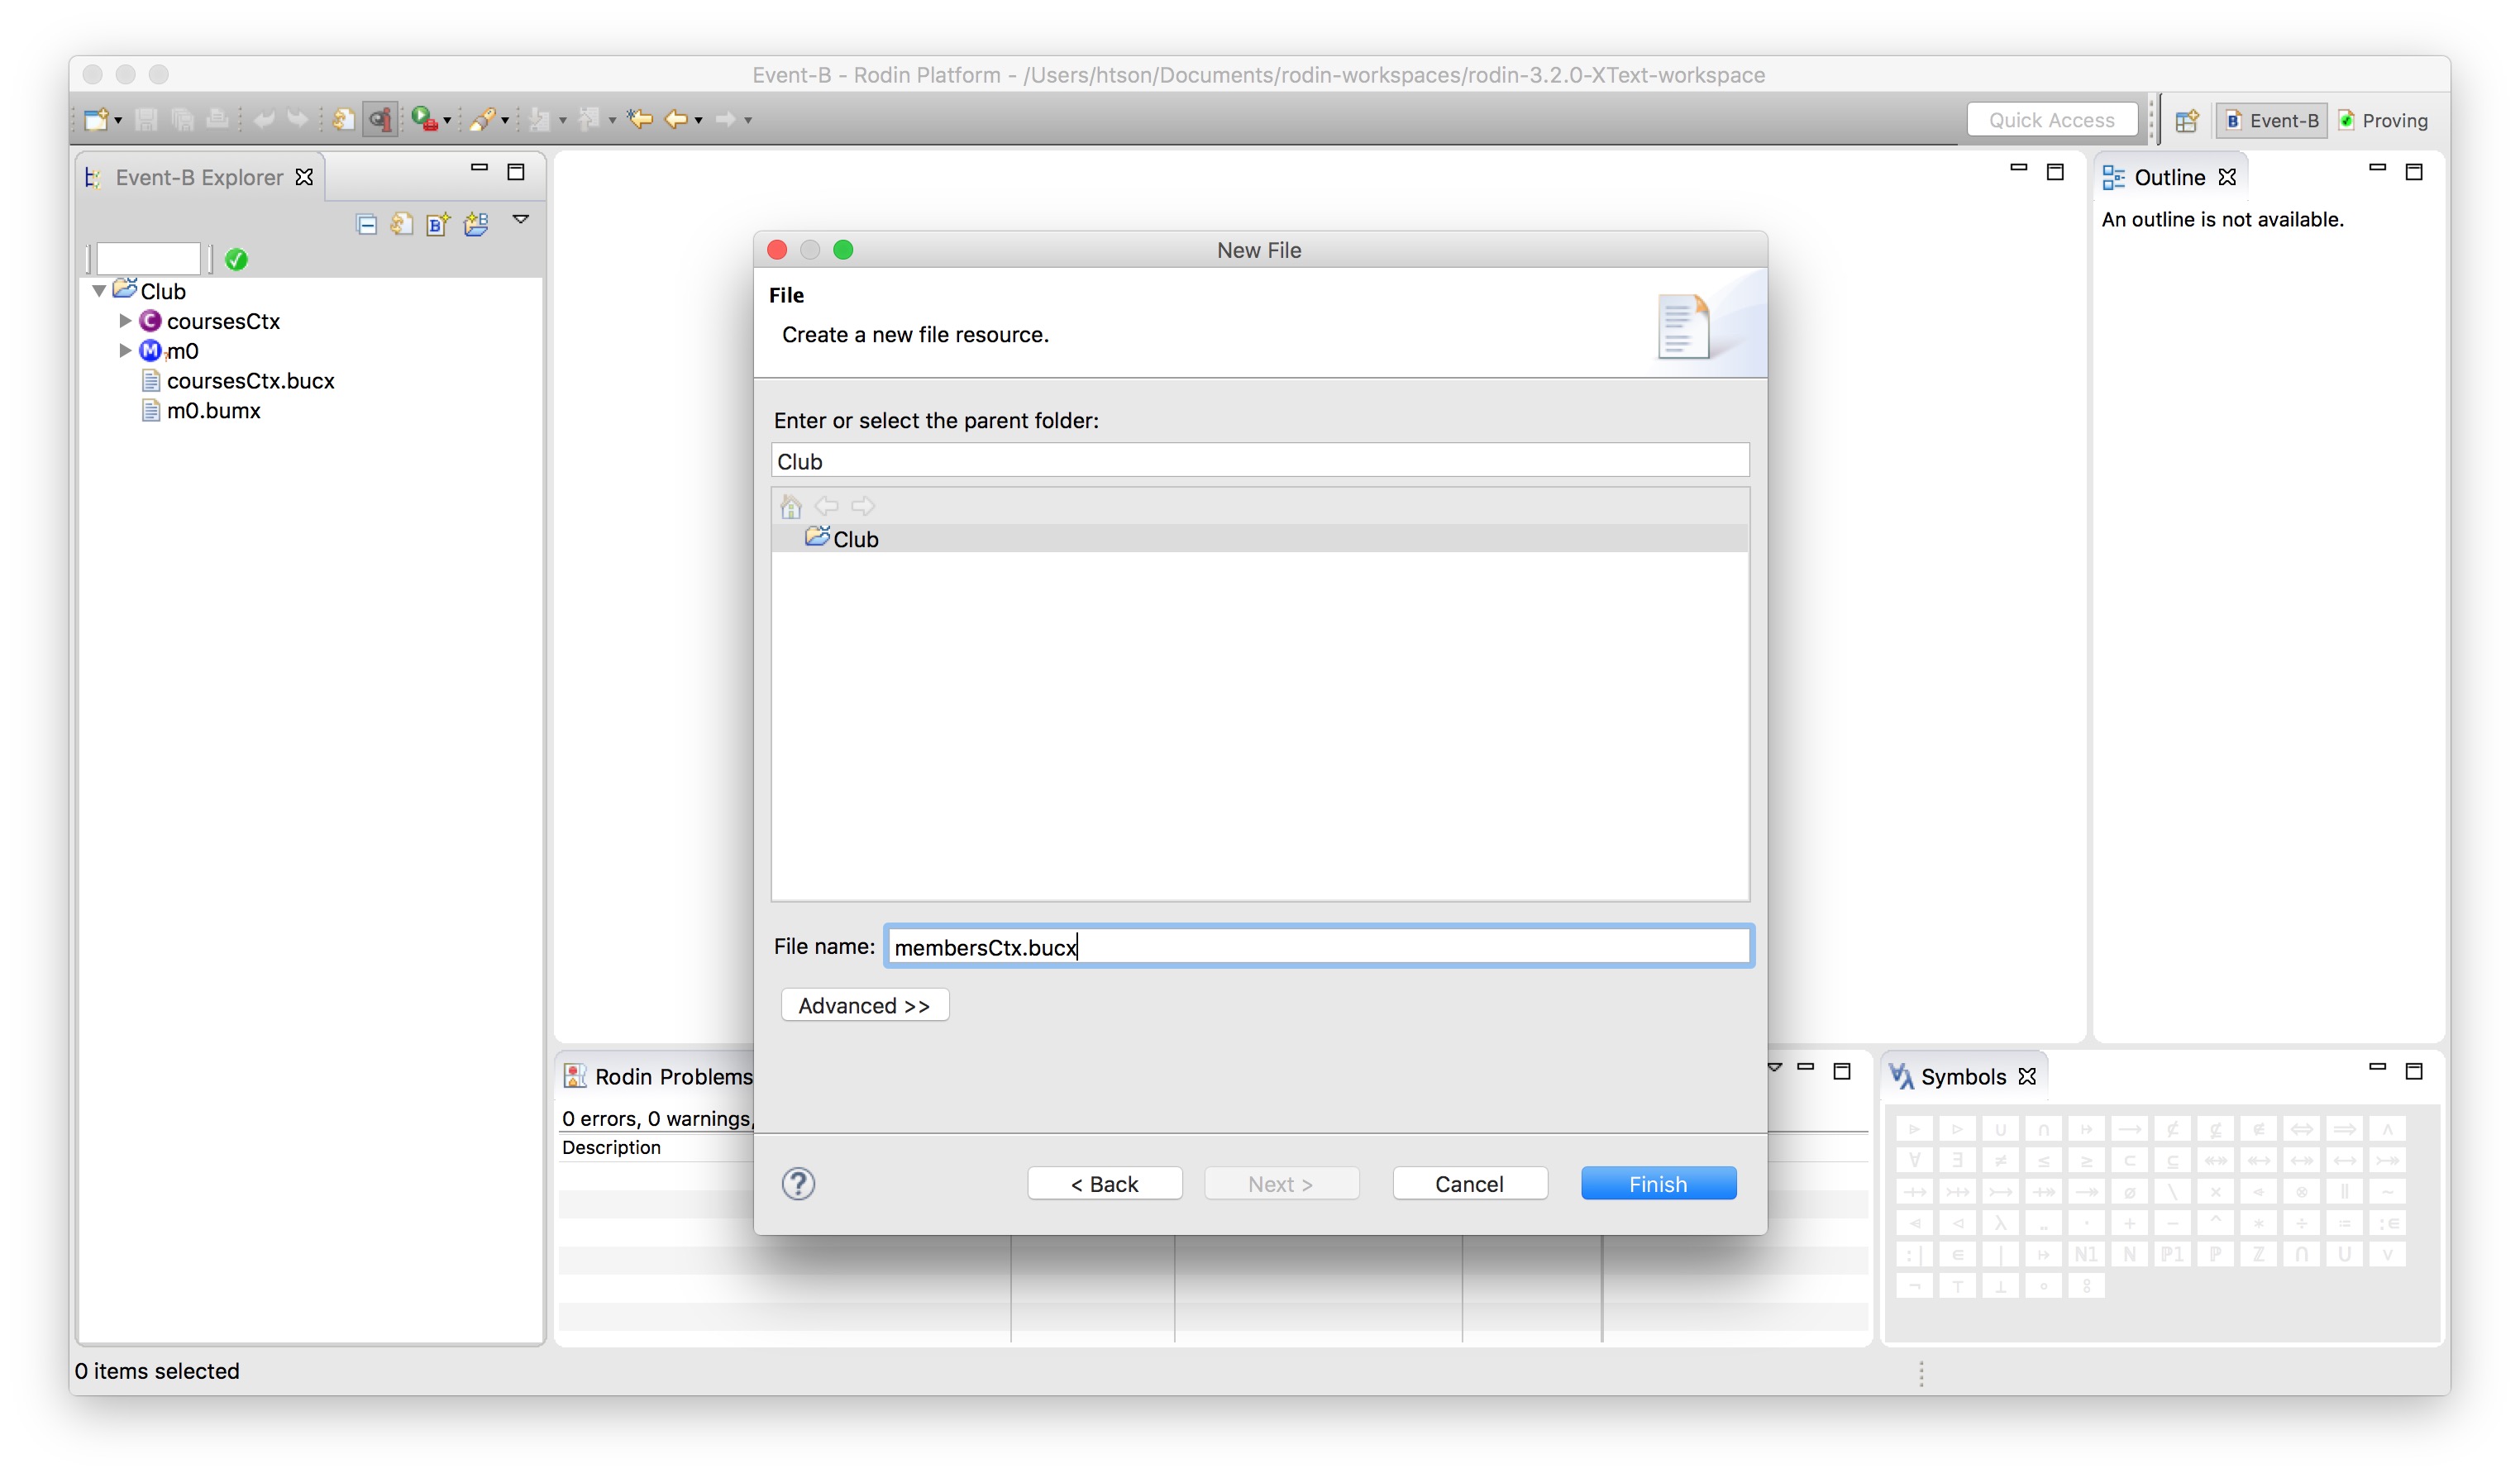 Event-B - Rodin Platform - /Users/htson/Documents/rodin-workspaces/rodin-3.2.0-XText-workspace
Quick Access
Event-B
Proving
Event-B Explorer
Club
coursesCtx
m0
coursesCtx.bucx
m0.bumx
New File
File
Create a new file resource.
Enter or select the parent folder:
Club
Club
File name: membersCtx.bucx
Advanced >>
< Back
Next >
Cancel
Finish
Outline
An outline is not available.
Rodin Problems
0 errors, 0 warnings,
Description
Symbols
0 items selected